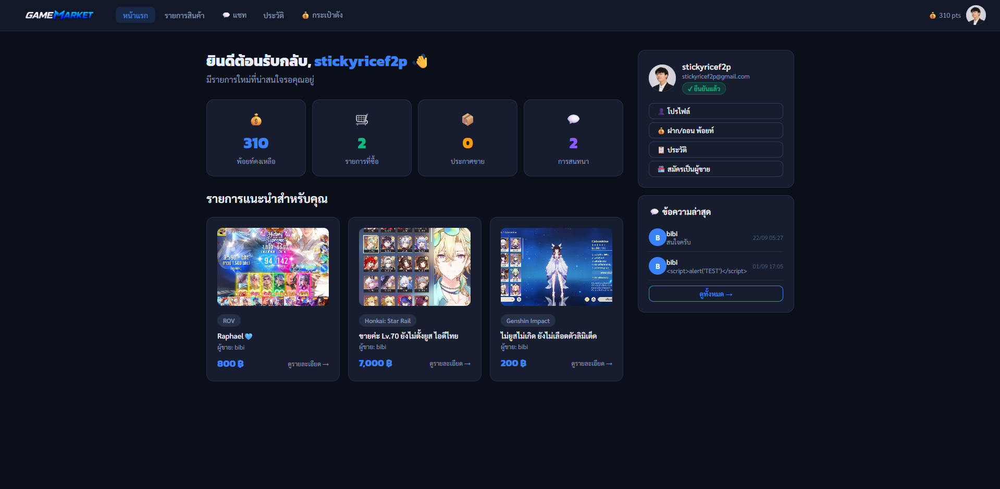 GAMEMARKET
หน้าแรก
รายการสินค้า
แชท
ประวัติ
กระเป๋าตัง
310 pts
ยินดีต้อนรับกลับ, stickyricef2p
มีรายการใหม่ที่น่าสนใจรอคุณอยู่
310
พ้อยท์คงเหลือ
2
รายการที่ซื้อ
0
ประกาศขาย
2
การสนทนา
รายการแนะนำสำหรับคุณ
History
Supreme
1,899 55.9%
3,590.- bht
94 142
ROV
Raphael
ผู้ขาย: bibi
800 ฿
ดูรายละเอียด →
Honkai: Star Rail
ขายค่ะ Lv.70 ยังไม่ตั้งยูส ไอดีไทย
ผู้ขาย: bibi
7,000 ฿
ดูรายละเอียด →
Columbina
Genshin Impact
ไม่ยูสไม่เกิด ยังไม่เลือดตัวลิมิเต็ด
ผู้ขาย: bibi
200 ฿
ดูรายละเอียด →
stickyricef2p
stickyricef2p@gmail.com
✓ ยืนยันแล้ว
โปรไฟล์
ฝาก/ถอน พ้อยท์
ประวัติ
สมัครเป็นผู้ขาย
ข้อความล่าสุด
B
bibi
สนใจครับ
22/09 05:27
B
bibi
<script>alert('TEST')</script>
01/09 17:05
ดูทั้งหมด →